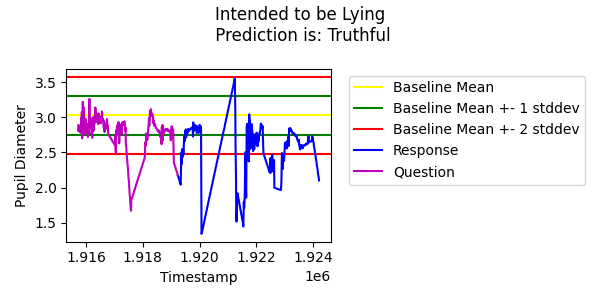 Intended to be Lying
Prediction is: Truthful
Pupil Diameter
3.5
3.0
2.5
2.0
1.5
1.916
1.918
1.920
1.922
1.924
1e6
Timestamp
Baseline Mean
Baseline Mean +- 1 stddev
Baseline Mean +- 2 stddev
Response
Question